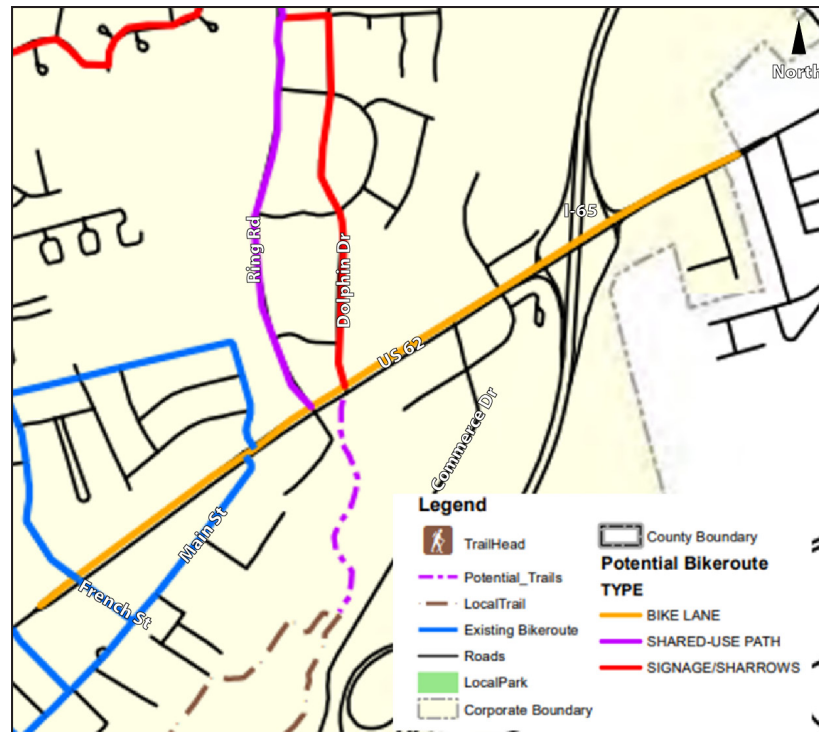 North
I-65
Ring Rd
Dolphin Dr
US 62
Commerce Dr
Main St
French St
Legend
TrailHead
Potential_Trails
LocalTrail
Existing Bikeroute
Roads
LocalPark
Corporate Boundary
County Boundary
Potential Bikeroute
TYPE
BIKE LANE
SHARED-USE PATH
SIGNAGE/SHARROWS